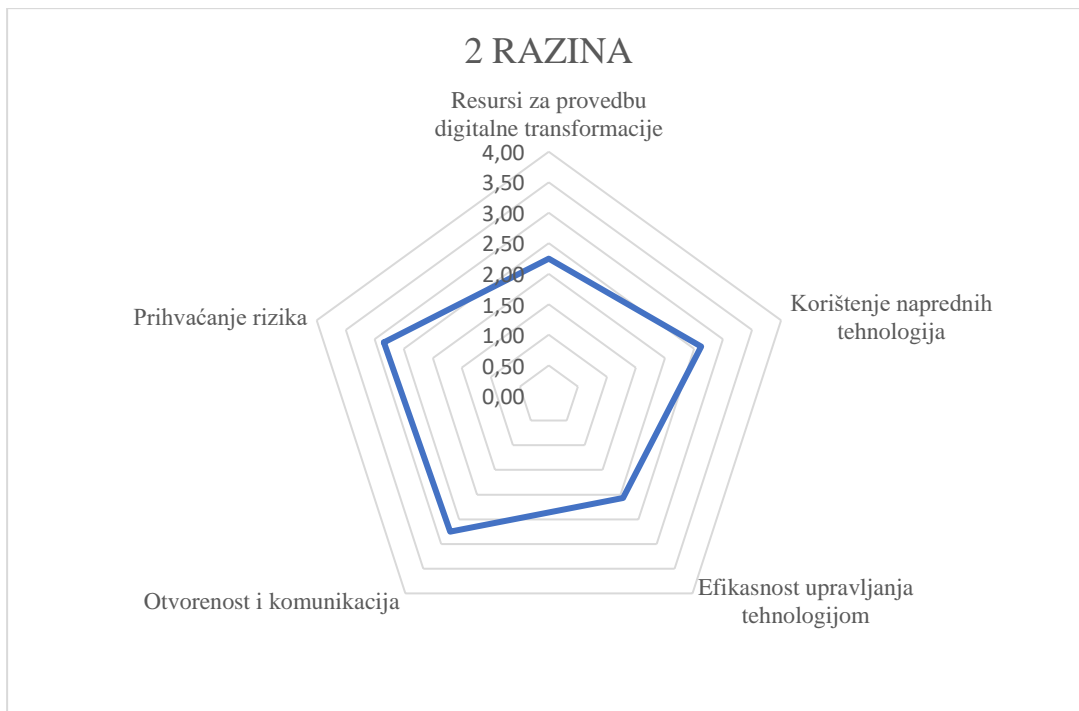 2 RAZINA
Resursi za provedbu
digitalne transformacije
4,00
3,50
3,00
2,50
2,00
1,50
1,00
0,50
0,00
Korištenje naprednih
tehnologija
Efikasnost upravljanja
tehnologijom
Otvorenost i komunikacija
Prihvaćanje rizika